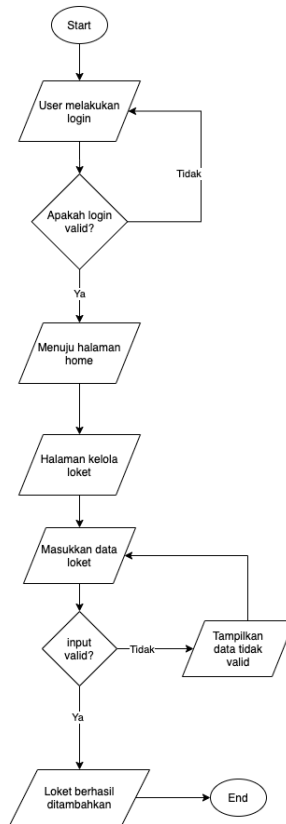 Start
User melakukan
login
Tidak
Apakah login
valid?
Ya
Menuju halaman
home
Halaman kelola
loket
Masukkan data
loket
input
valid?
Tidak
Tampilkan
data tidak
valid
Ya
Loket berhasil
ditambahkan
End